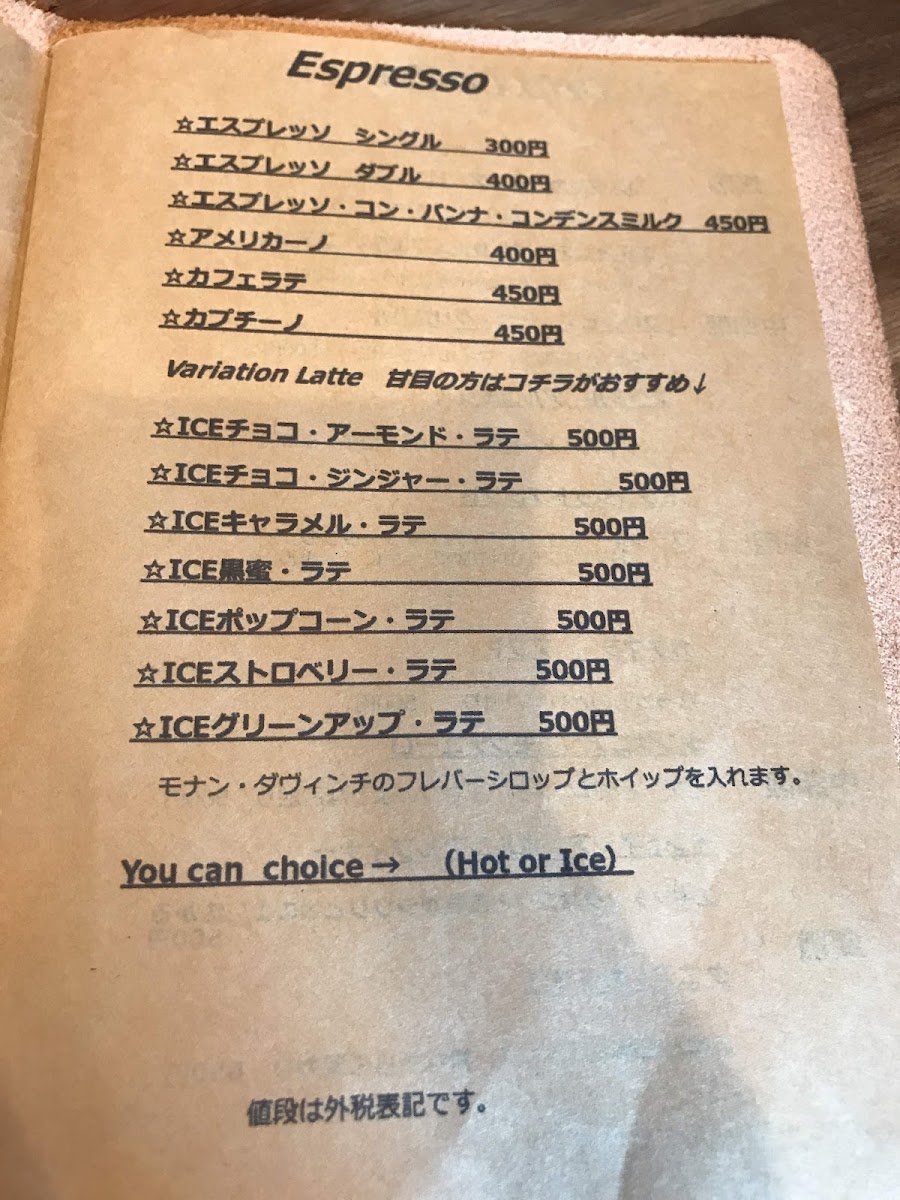 Espresso
☆エスプレッソ　シングル　　300円
☆エスプレッソ　ダブル　　　400円
☆エスプレッソ・コン・パンナ・コンデンスミルク　450円
☆アメリカーノ　　　　　　　400円
☆カフェラテ　　　　　　　　450円
☆カプチーノ　　　　　　　　450円
Variation Latte　甘目の方はコチラがおすすめ↓
☆ICEチョコ・アーモンド・ラテ　　500円
☆ICEチョコ・ジンジャー・ラテ　　　　500円
☆ICEキャラメル・ラテ　　　　　　500円
☆ICE黒蜜・ラテ　　　　　　　　　500円
☆ICEポップコーン・ラテ　　　　500円
☆ICEストロベリー・ラテ　　　500円
☆ICEグリーンアップ・ラテ　　500円
モナン・ダヴィンチのフレバーシロップとホイップを入れます。
You can choice→　（Hot or Ice）
値段は外税表記です。